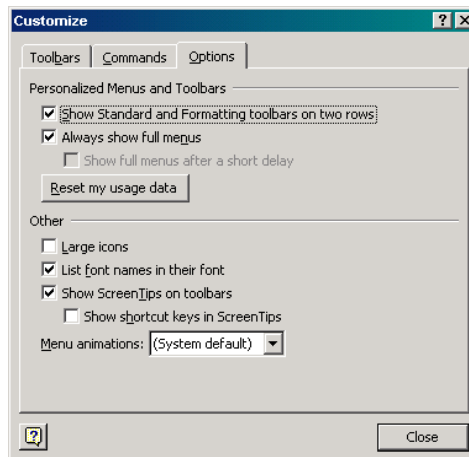 Customize
Toolbars Commands Options
Personalized Menus and Toolbars
Show Standard and Formatting toolbars on two rows
Always show full menus
Show full menus after a short delay
Reset my usage data
Other
Large icons
List font names in their font
Show ScreenTips on toolbars
Show shortcut keys in ScreenTips
Menu animations: (System default)
Close